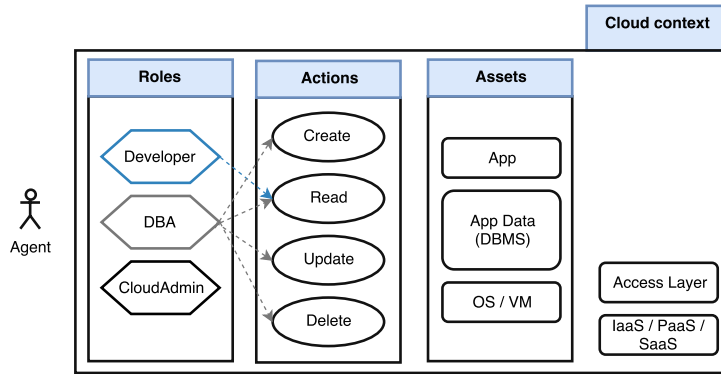 Cloud context
Roles
Actions
Assets
Developer
DBA
CloudAdmin
Create
Read
Update
Delete
App
App Data
(DBMS)
OS / VM
Agent
Access Layer
IaaS / PaaS /
SaaS